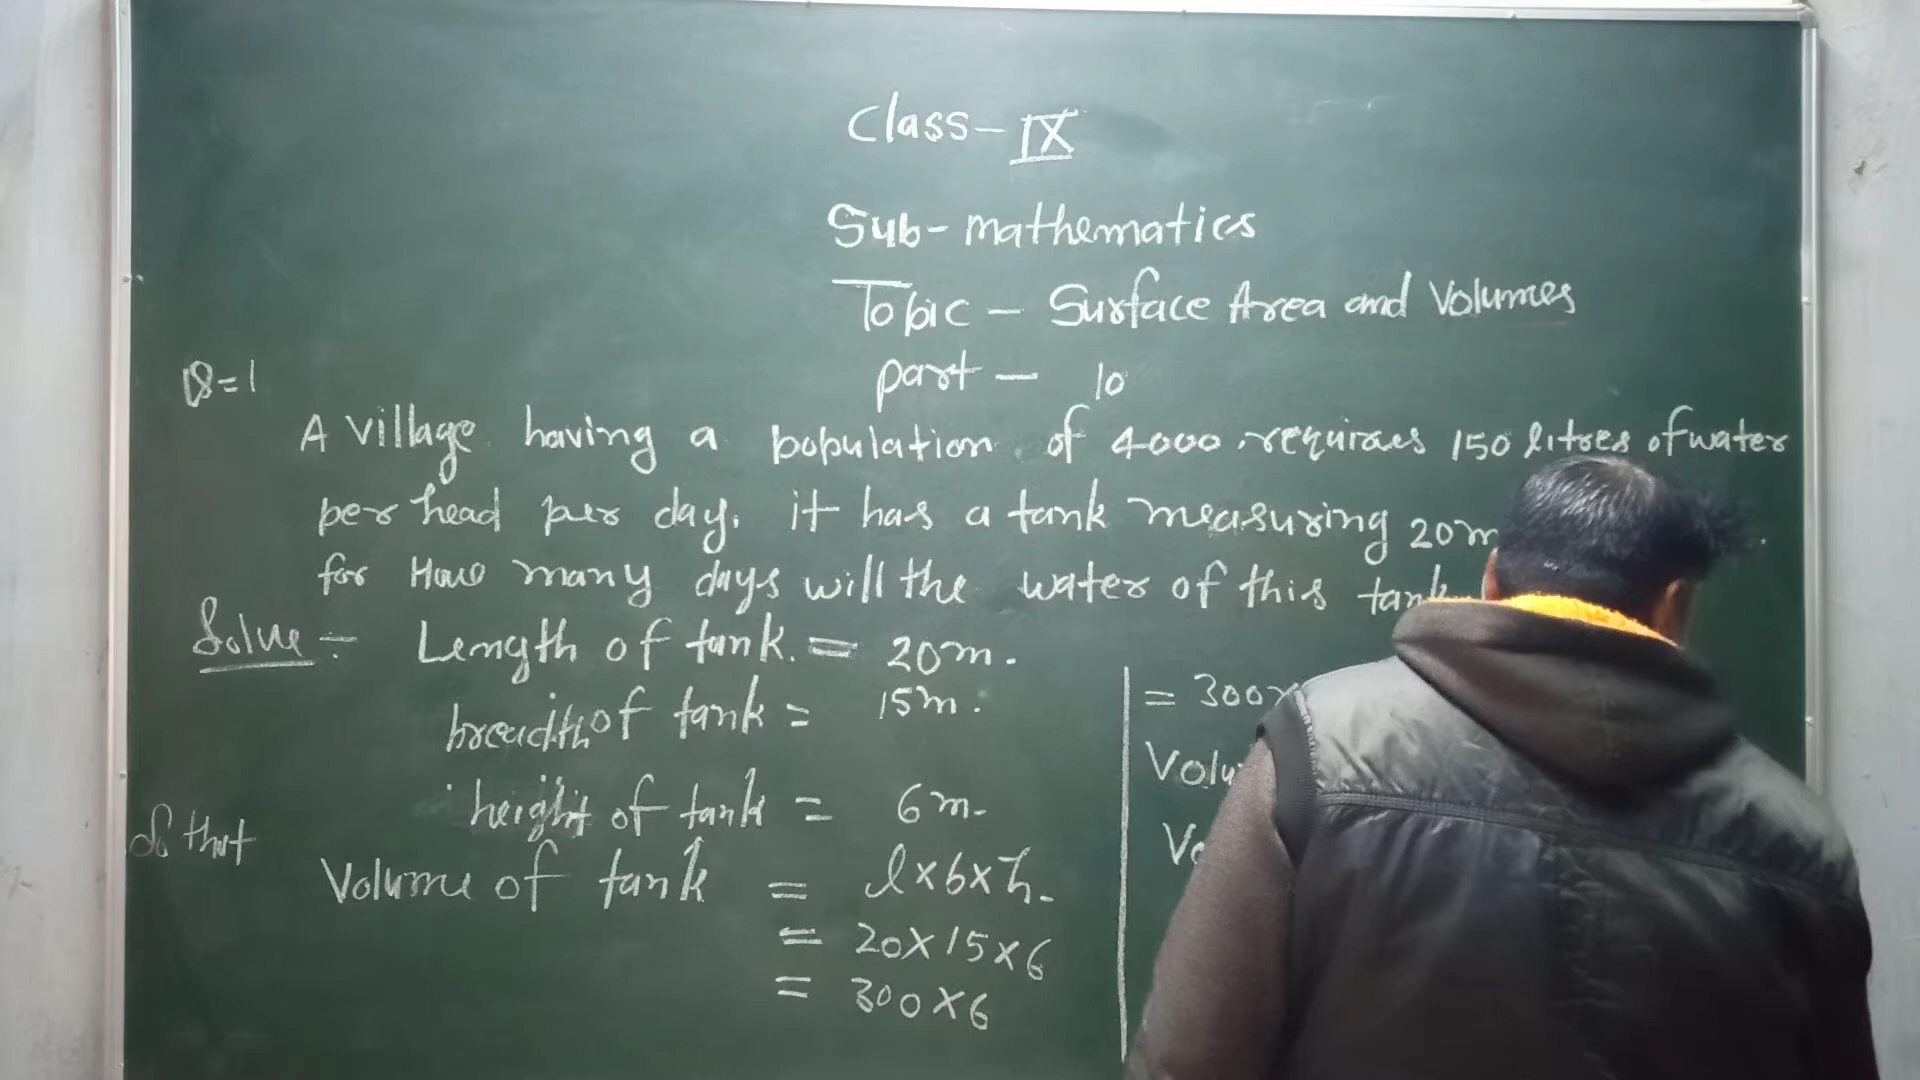 Class- IX
Sub- mathematics
Topic - Surface Area and Volumes
part - 10
Q=1
A village having a population of 4000 requires 150 litres of water
per head per day. it has a tank measuring 20m
for How many days will the water of this tank
Solve :- Length of tank. = 20m.
breadth of tank = 15m.
height of tank = 6m.
So that
Volume of tank = l×b×h.
= 20×15×6
= 300×6
= 300×